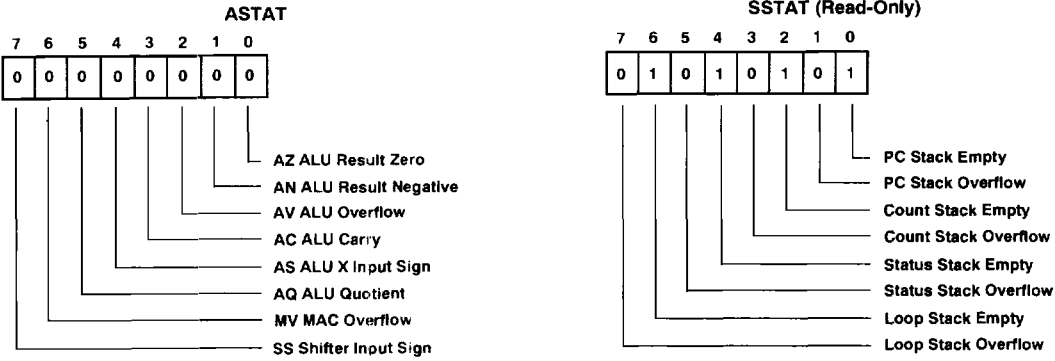 ASTAT
7 6 5 4 3 2 1 0
0 0 0 0 0 0 0 0
AZ ALU Result Zero
AN ALU Result Negative
AV ALU Overflow
AC ALU Carry
AS ALU X Input Sign
AQ ALU Quotient
MV MAC Overflow
SS Shifter Input Sign
SSTAT (Read-Only)
7 6 5 4 3 2 1 0
0 1 0 1 0 1 0 1
PC Stack Empty
PC Stack Overflow
Count Stack Empty
Count Stack Overflow
Status Stack Empty
Status Stack Overflow
Loop Stack Empty
Loop Stack Overflow